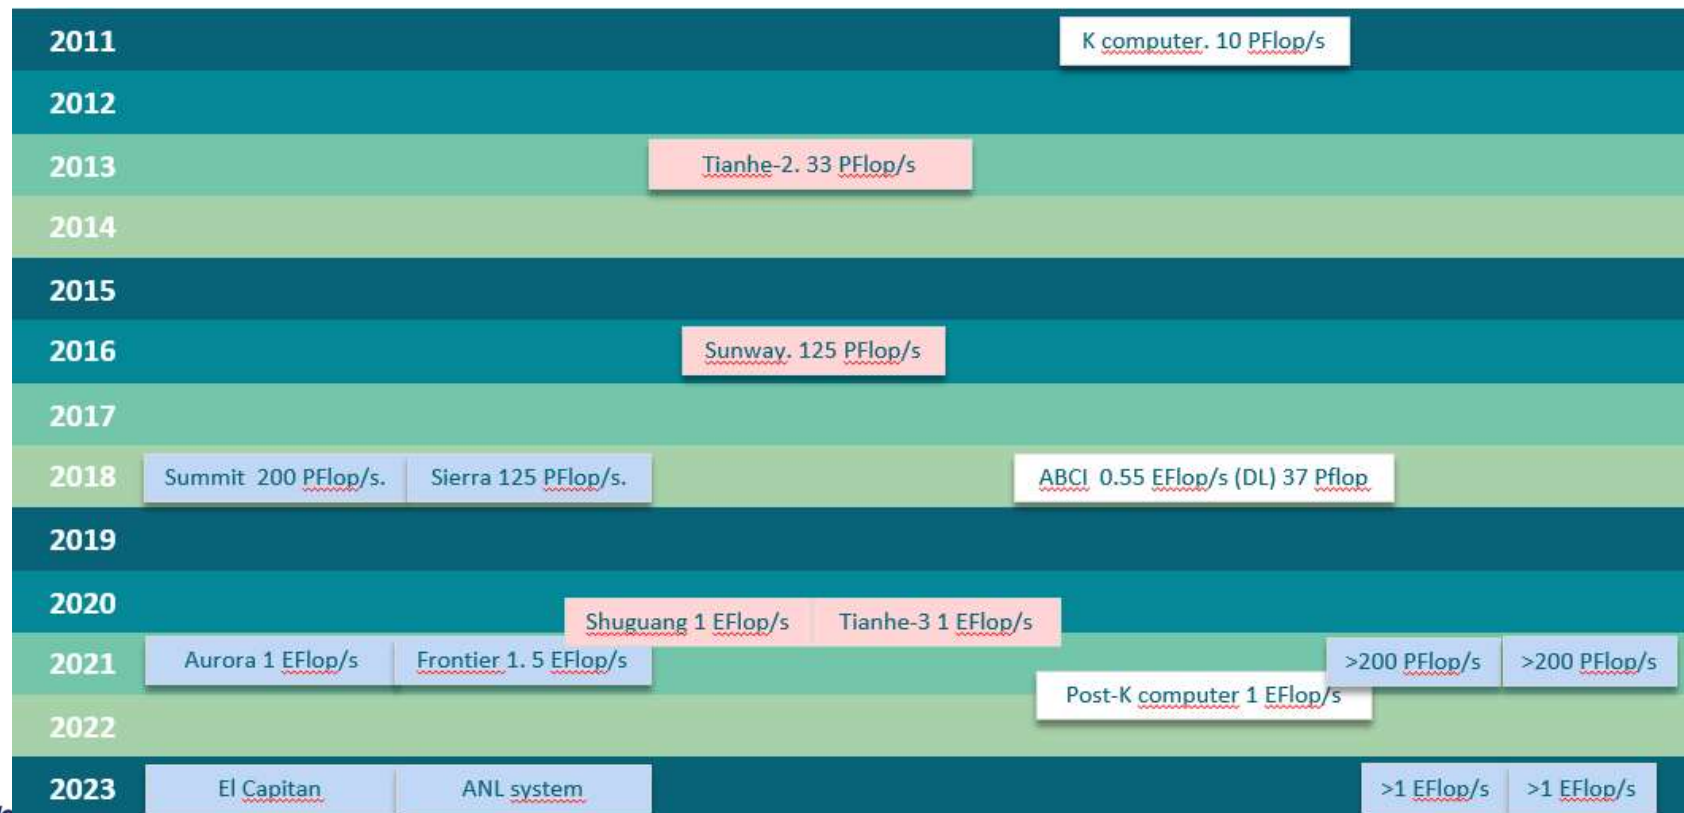 2011
K computer. 10 PFlop/s
2012
2013
Tianhe-2. 33 PFlop/s
2014
2015
2016
Sunway. 125 PFlop/s
2017
2018
Summit 200 PFlop/s.
Sierra 125 PFlop/s.
ABCI 0.55 EFlop/s (DL) 37 Pflop
2019
2020
Shuguang 1 EFlop/s
Tianhe-3 1 EFlop/s
2021
Aurora 1 EFlop/s
Frontier 1. 5 EFlop/s
>200 PFlop/s
>200 PFlop/s
Post-K computer 1 EFlop/s
2022
2023
El Capitan
ANL system
>1 EFlop/s
>1 EFlop/s